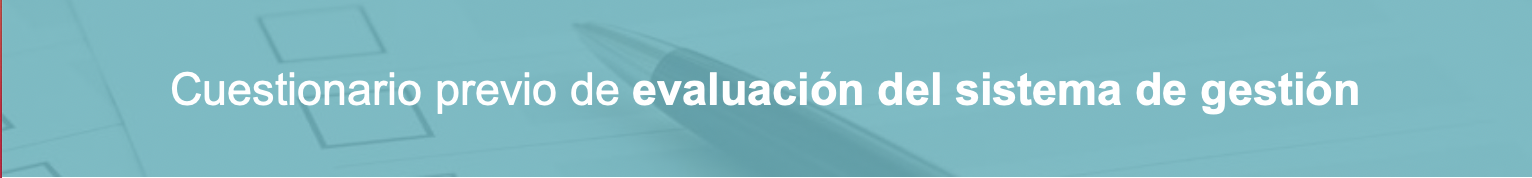 Cuestionario previo de evaluación del sistema de gestión